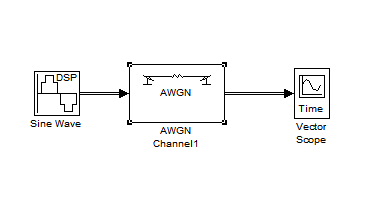 DSP
Sine Wave
AWGN
AWGN
Channel1
Time
Vector
Scope